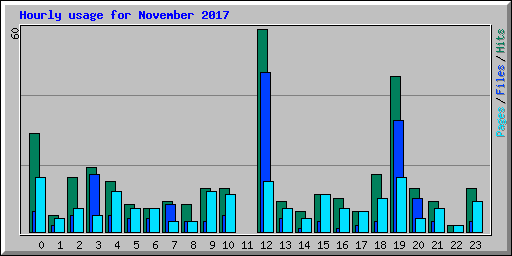 Hourly usage for November 2017
60
Pages/Files/Hits
0 1 2 3 4 5 6 7 8 9 10 11 12 13 14 15 16 17 18 19 20 21 22 23